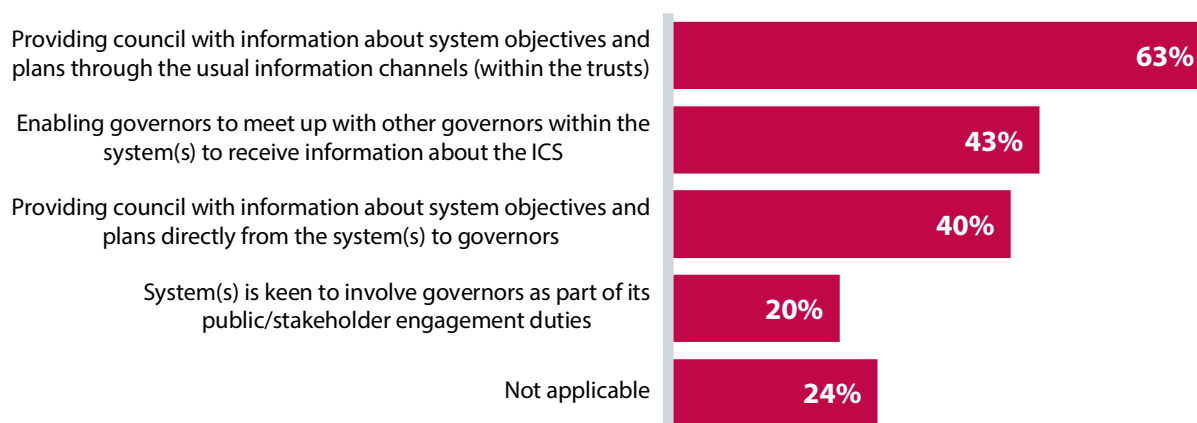 Providing council with information about system objectives and
plans through the usual information channels (within the trusts)
63%
Enabling governors to meet up with other governors within the
system(s) to receive information about the ICS
43%
Providing council with information about system objectives and
plans directly from the system(s) to governors
40%
System(s) is keen to involve governors as part of its
public/stakeholder engagement duties
20%
Not applicable
24%